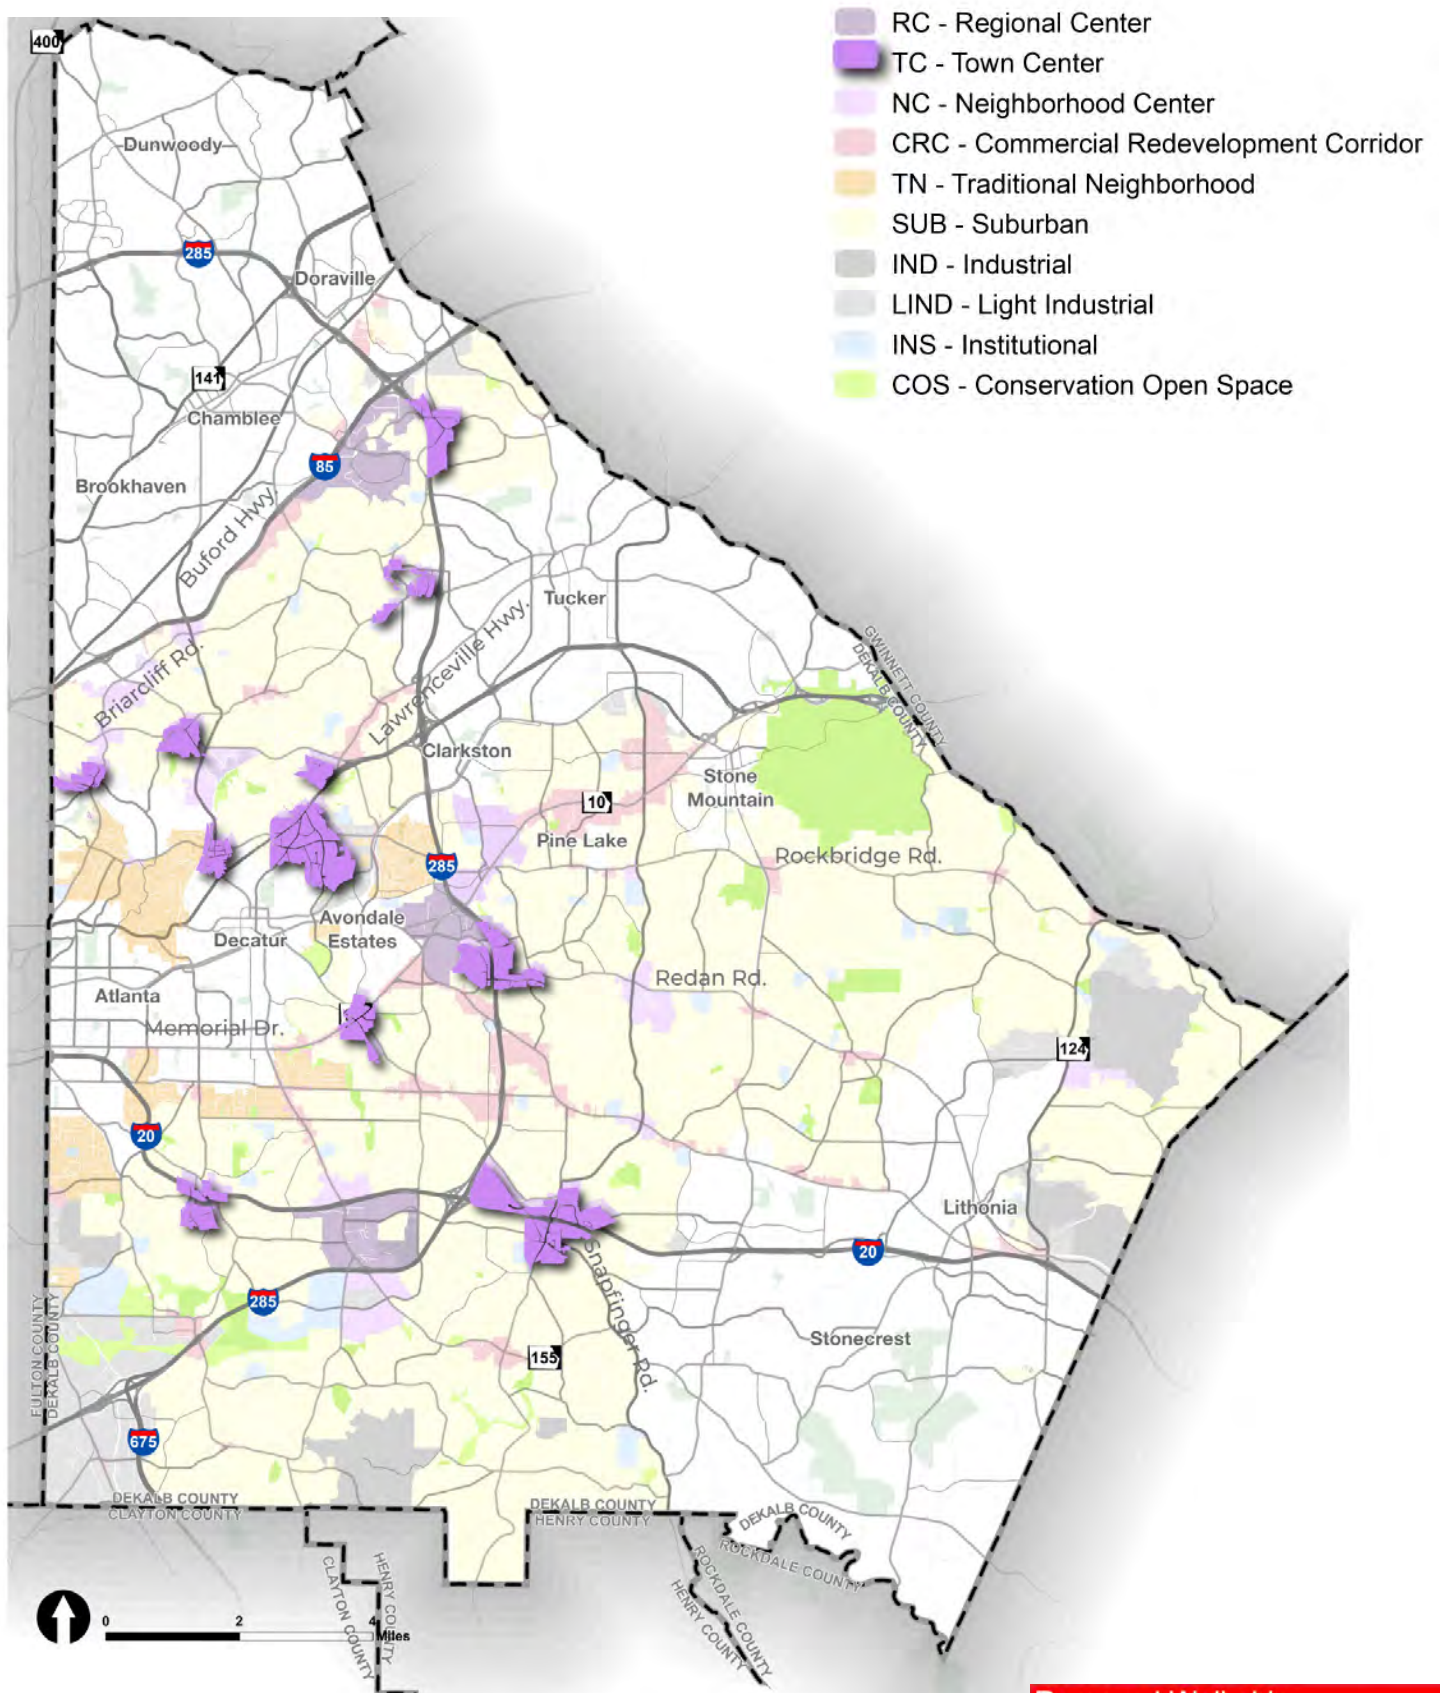 RC - Regional Center
TC - Town Center
NC - Neighborhood Center
CRC - Commercial Redevelopment Corridor
TN - Traditional Neighborhood
SUB - Suburban
IND - Industrial
LIND - Light Industrial
INS - Institutional
COS - Conservation Open Space
400
Dunwoody
285
Doraville
141
Chamblee
85
Brookhaven
Buford Hwy.
Tucker
Lawrenceville Hwy.
GWINNETT COUNTY
DEKALB COUNTY
Briarcliff Rd.
Clarkston
Stone
Mountain
10
Pine Lake
Rockbridge Rd.
285
Avondale
Estates
Decatur
Redan Rd.
Atlanta
Memorial Dr.
124
20
Lithonia
20
Snapfinger Rd.
285
Stonecrest
155
FULTON COUNTY
DEKALB COUNTY
675
DEKALB COUNTY
CLAYTON COUNTY
DEKALB COUNTY
HENRY COUNTY
DEKALB COUNTY
ROCKDALE COUNTY
HENRY COUNTY
CLAYTON COUNTY
ROCKDALE COUNTY
HENRY COUNTY
0 2 4
Miles